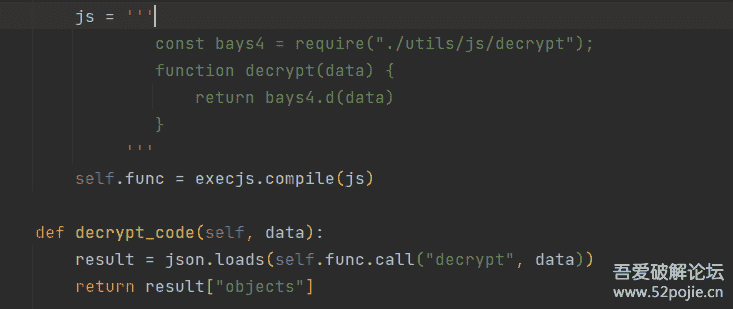 js = '''
const bays4 = require("./utils/js/decrypt");
function decrypt(data) {
return bays4.d(data)
}
'''
self.func = execjs.compile(js)
def decrypt_code(self, data):
result = json.loads(self.func.call("decrypt", data))
return result["objects"]
吾爱破解论坛
www.52pojie.cn